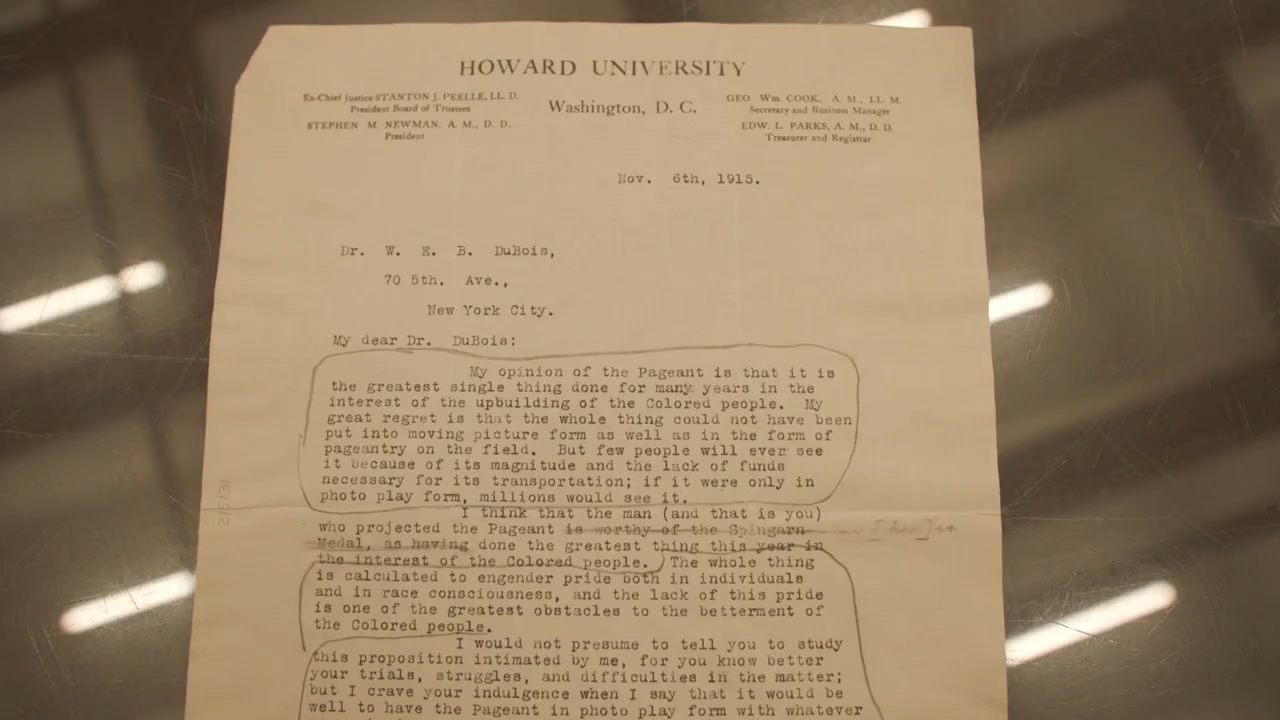 HOWARD UNIVERSITY
Ex-Chief Justice STANTON J. PEELLE, LL. D.
President Board of Trustees
STEPHEN M. NEWMAN, A. M., D. D.
President
Washington, D. C.
GEO. Wm. COOK, A. M., LL. M.
Secretary and Business Manager
EDW. L. PARKS, A. M., D. D.
Treasurer and Registrar
Nov. 6th, 1915.
Dr. W. E. B. DuBois,
70 5th. Ave.,
New York City.
My dear Dr. DuBois:
My opinion of the Pageant is that it is
the greatest single thing done for many years in the
interest of the upbuilding of the Colored people. My
great regret is that the whole thing could not have been
put into moving picture form as well as in the form of
pageantry on the field. But few people will ever see
it because of its magnitude and the lack of funds
necessary for its transportation; if it were only in
photo play form, millions would see it.
I think that the man (and that is you)
who projected the Pageant is worthy of the Spingarn
Medal, as having done the greatest thing this year in
the interest of the Colored people. The whole thing
is calculated to engender pride both in individuals
and in race consciousness, and the lack of this pride
is one of the greatest obstacles to the betterment of
the Colored people.
I would not presume to tell you to study
this proposition intimated by me, for you know better
your trials, struggles, and difficulties in the matter;
but I crave your indulgence when I say that it would be
well to have the Pageant in photo play form with whatever